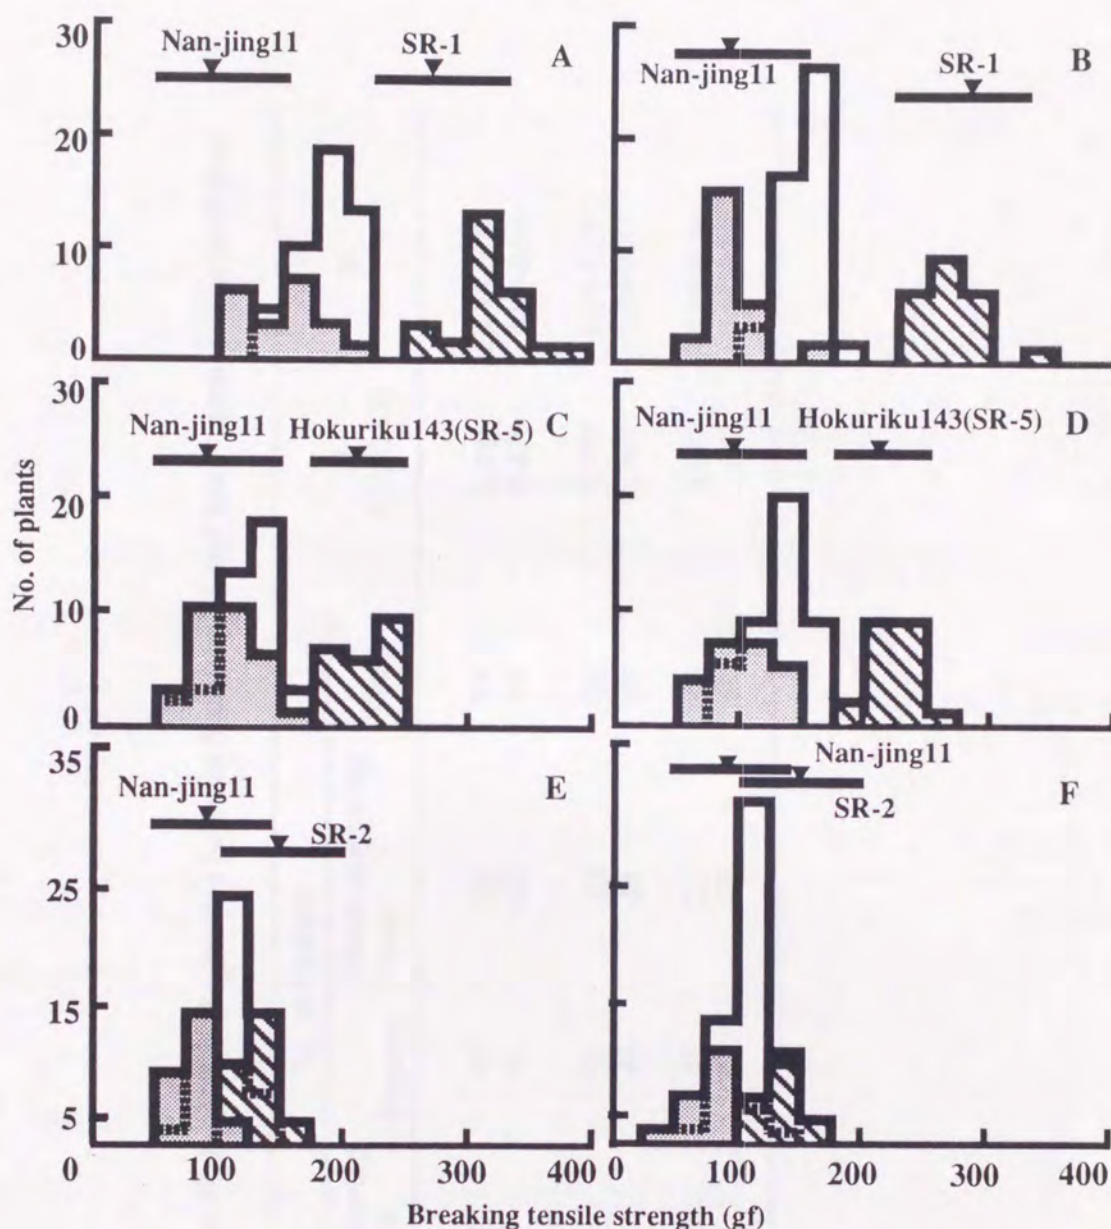 30
20
10
0
Nan-jing11
SR-1
A
Nan-jing11
SR-1
B
30
20
10
0
Nan-jing11
Hokuriku143(SR-5)
C
Nan-jing11
Hokuriku143(SR-5)
D
No. of plants
35
25
15
5
0
Nan-jing11
SR-2
E
Nan-jing11
SR-2
F
100 200 300 400
0 100 200 300 400
Breaking tensile strength (gf)